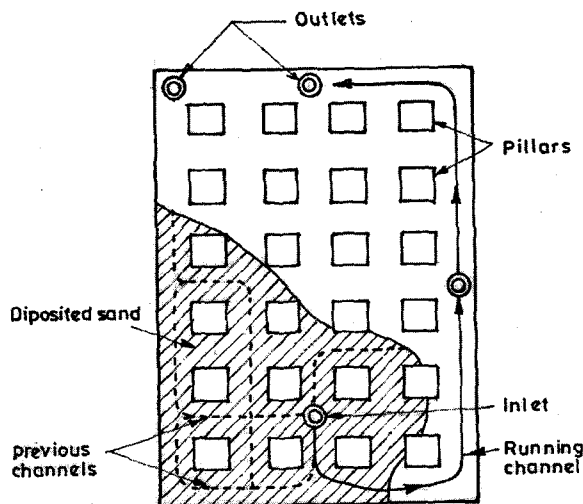 Outlets
Pillars
Diposited sand
Inlet
previous
channels
Running
channel